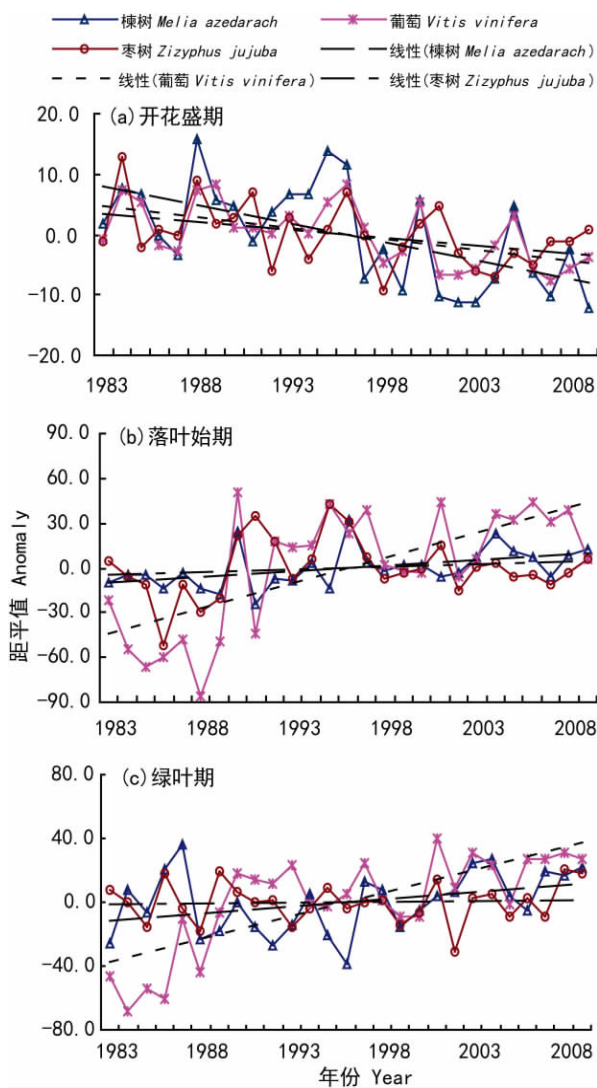 楝树 Melia azedarach 葡萄 Vitis vinifera
枣树 Zizyphus jujuba 线性(楝树 Melia azedarach)
线性(葡萄 Vitis vinifera) 线性(枣树 Zizyphus jujuba)
(a) 开花盛期
20.0
10.0
0.0
-10.0
-20.0
1983 1988 1993 1998 2003 2008
(b) 落叶始期
90.0
60.0
30.0
0.0
-30.0
-60.0
-90.0
1983 1988 1993 1998 2003 2008
距平值 Anomaly
(c) 绿叶期
80.0
40.0
0.0
-40.0
-80.0
1983 1988 1993 1998 2003 2008
年份 Year